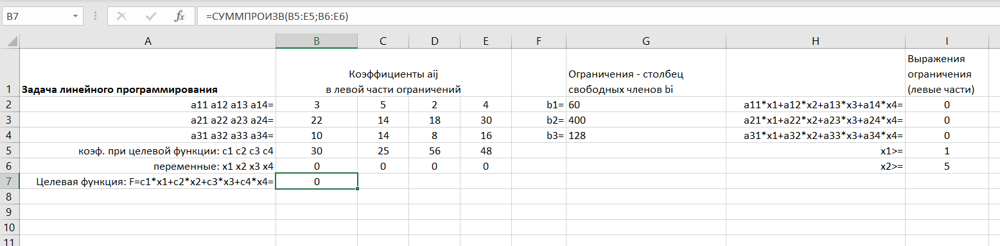 B7 fx =СУММПРОИЗВ(B5:E5;B6:E6)
A B C D E F G H I
1 Задача линейного программирования Коэффициенты aij Ограничения - столбец Выражения
в левой части ограничений свободных членов bi ограничения
(левые части)
2 a11 a12 a13 a14= 3 5 2 4 b1= 60 a11*x1+a12*x2+a13*x3+a14*x4= 0
3 a21 a22 a23 a24= 22 14 18 30 b2= 400 a21*x1+a22*x2+a23*x3+a24*x4= 0
4 a31 a32 a33 a34= 10 14 8 16 b3= 128 a31*x1+a32*x2+a33*x3+a34*x4= 0
5 коэф. при целевой функции: c1 c2 c3 c4 30 25 56 48 x1>= 1
6 переменные: x1 x2 x3 x4 0 0 0 0 x2>= 5
7 Целевая функция: F=c1*x1+c2*x2+c3*x3+c4*x4= 0
8
9
10
11